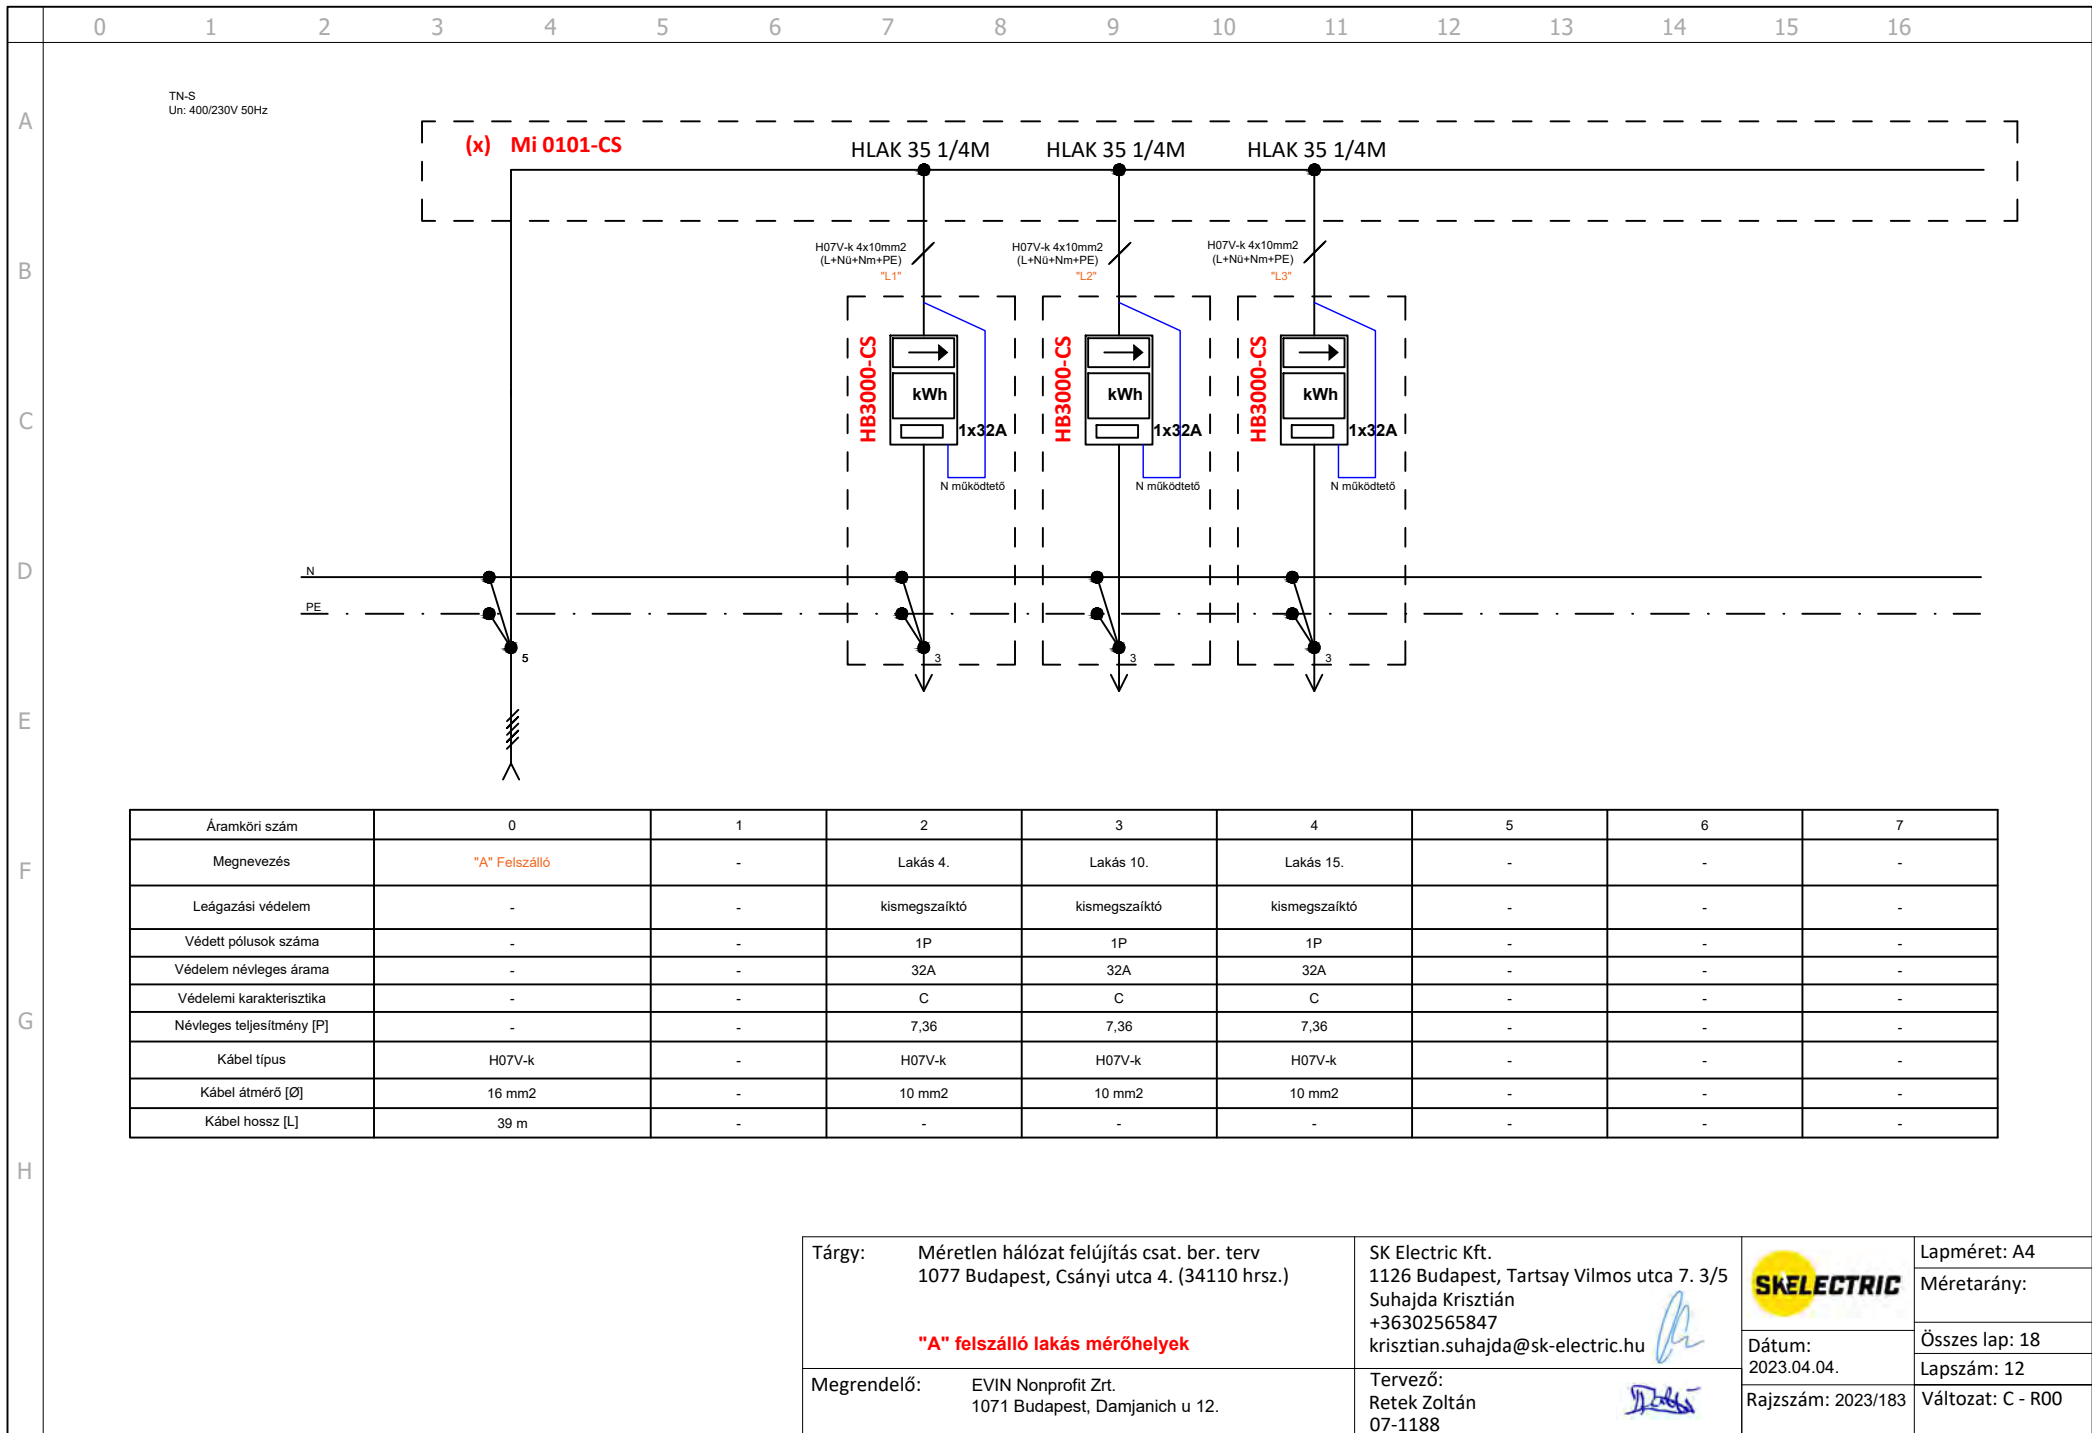 0 1 2 3 4 5 6 7 8 9 10 11 12 13 14 15 16
A
B
C
D
E
F
G
H
TN-S
Un: 400/230V 50Hz
(x) Mi 0101-CS
HLAK 35 1/4M HLAK 35 1/4M HLAK 35 1/4M
H07V-k 4x10mm2
(L+Nü+Nm+PE)
"L1"
H07V-k 4x10mm2
(L+Nü+Nm+PE)
"L2"
H07V-k 4x10mm2
(L+Nü+Nm+PE)
"L3"
HB3000-CS
kWh
1x32A
N működtető
HB3000-CS
kWh
1x32A
N működtető
HB3000-CS
kWh
1x32A
N működtető
N
PE
5 3 3 3
Áramköri szám 0 1 2 3 4 5 6 7
Megnevezés "A" Felszálló - Lakás 4. Lakás 10. Lakás 15. - - -
Leágazási védelem - - kismegszaíktó kismegszaíktó kismegszaíktó - - -
Védett pólusok száma - - 1P 1P 1P - - -
Védelem névleges árama - - 32A 32A 32A - - -
Védelemi karakterisztika - - C C C - - -
Névleges teljesítmény [P] - - 7,36 7,36 7,36 - - -
Kábel típus H07V-k - H07V-k H07V-k H07V-k - - -
Kábel átmérő [Ø] 16 mm2 - 10 mm2 10 mm2 10 mm2 - - -
Kábel hossz [L] 39 m - - - - - - -
Tárgy: Méretlen hálózat felújítás csat. ber. terv
1077 Budapest, Csányi utca 4. (34110 hrsz.)
"A" felszálló lakás mérőhelyek
Megrendelő: EVIN Nonprofit Zrt.
1071 Budapest, Damjanich u 12.
SK Electric Kft.
1126 Budapest, Tartsay Vilmos utca 7. 3/5
Suhajda Krisztián
+36302565847
krisztian.suhajda@sk-electric.hu
Tervező:
Retek Zoltán
07-1188
SKELECTRIC
Dátum:
2023.04.04.
Rajzszám: 2023/183
Lapméret: A4
Méretarány:
Összes lap: 18
Lapszám: 12
Változat: C - R00